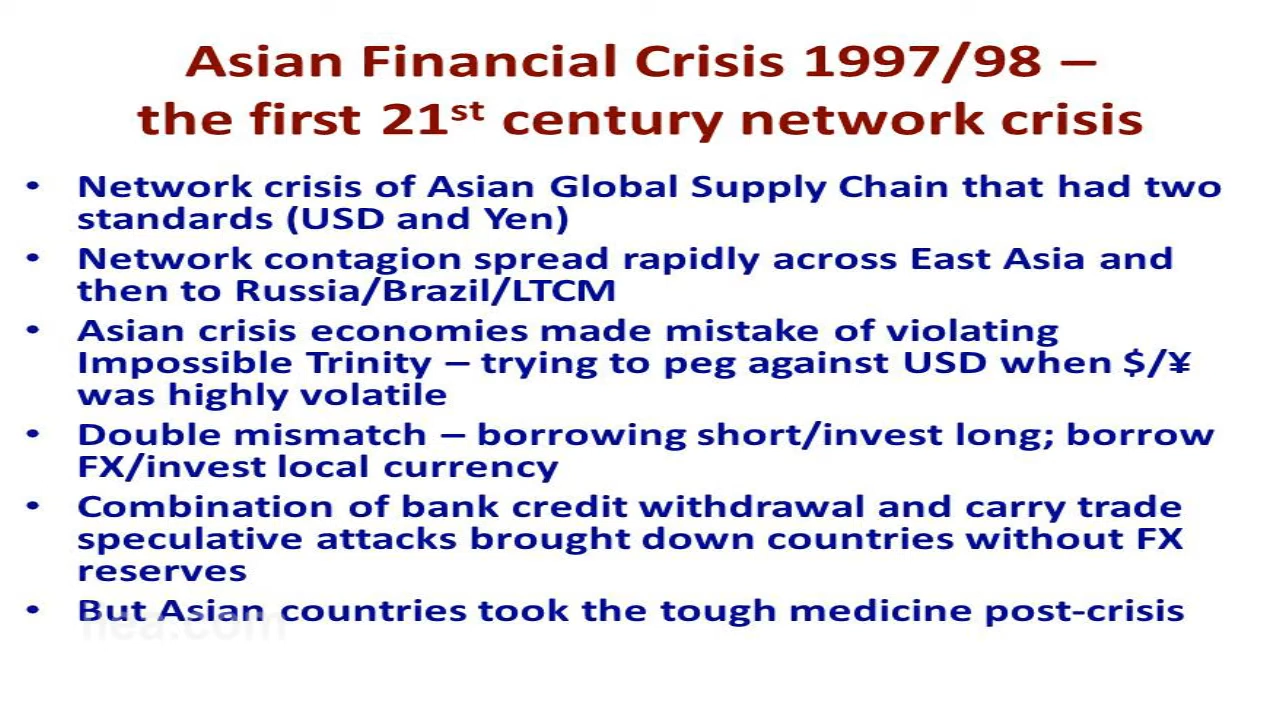 Asian Financial Crisis 1997/98 –
the first 21st century network crisis
• Network crisis of Asian Global Supply Chain that had two
standards (USD and Yen)
• Network contagion spread rapidly across East Asia and
then to Russia/Brazil/LTCM
• Asian crisis economies made mistake of violating
Impossible Trinity – trying to peg against USD when $/¥
was highly volatile
• Double mismatch – borrowing short/invest long; borrow
FX/invest local currency
• Combination of bank credit withdrawal and carry trade
speculative attacks brought down countries without FX
reserves
• But Asian countries took the tough medicine post-crisis